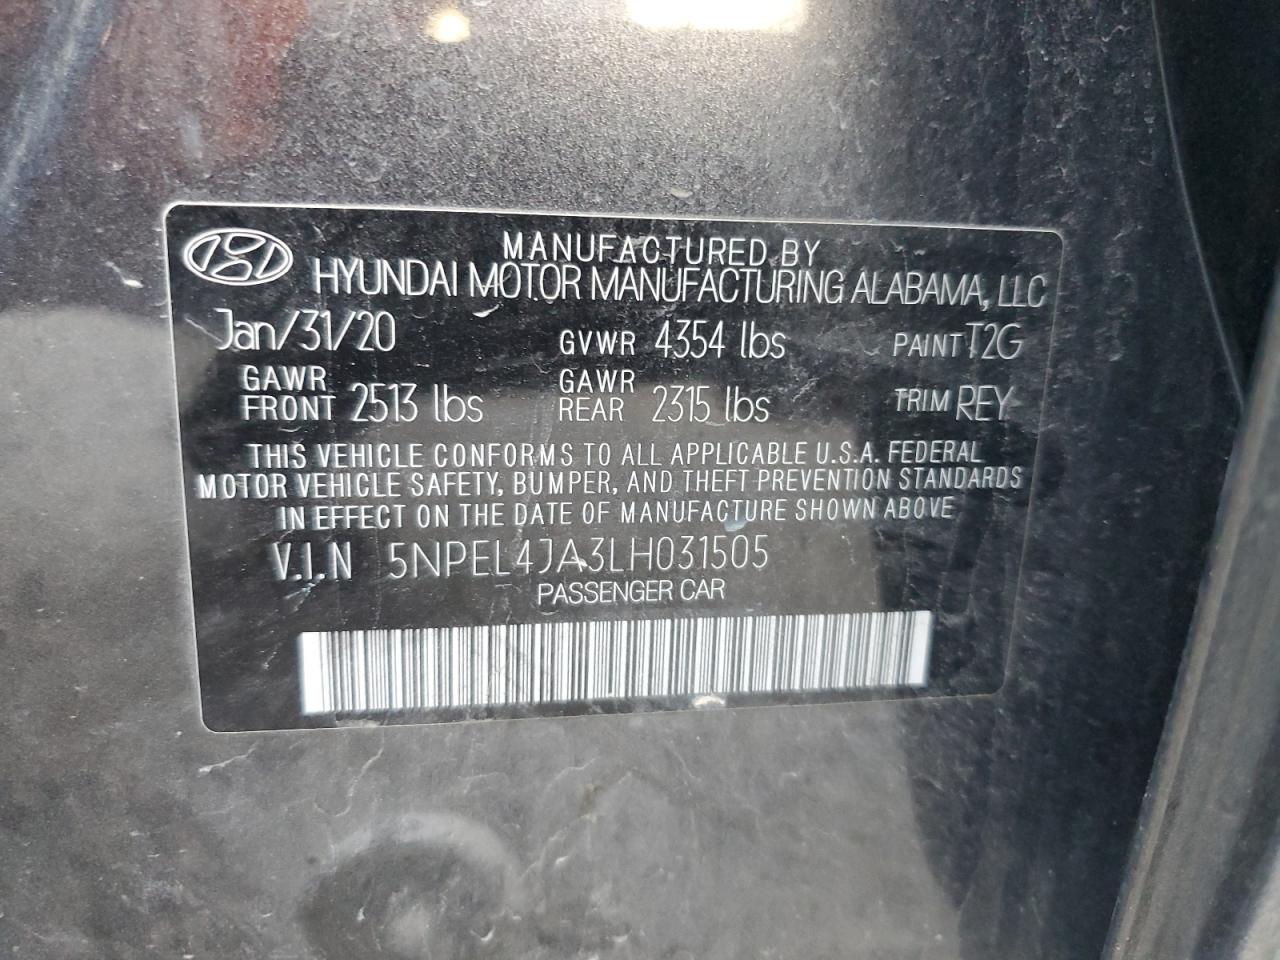 MANUFACTURED BY
HYUNDAI MOTOR MANUFACTURING ALABAMA, LLC
Jan/31/20 GVWR 4354 lbs PAINT T2G
GAWR FRONT 2513 lbs GAWR REAR 2315 lbs TRIM REY
THIS VEHICLE CONFORMS TO ALL APPLICABLE U.S.A. FEDERAL
MOTOR VEHICLE SAFETY, BUMPER, AND THEFT PREVENTION STANDARDS
IN EFFECT ON THE DATE OF MANUFACTURE SHOWN ABOVE
V.I.N 5NPEL4JA3LH031505
PASSENGER CAR